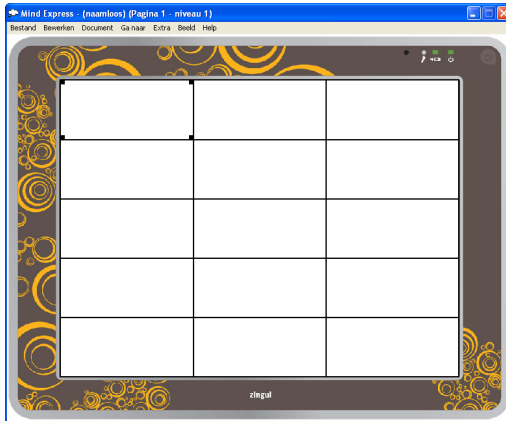 Mind Express - (naamloos) (Pagina 1 - niveau 1)
Bestand Bewerken Document Ga naar Extra Beeld Help
zingui